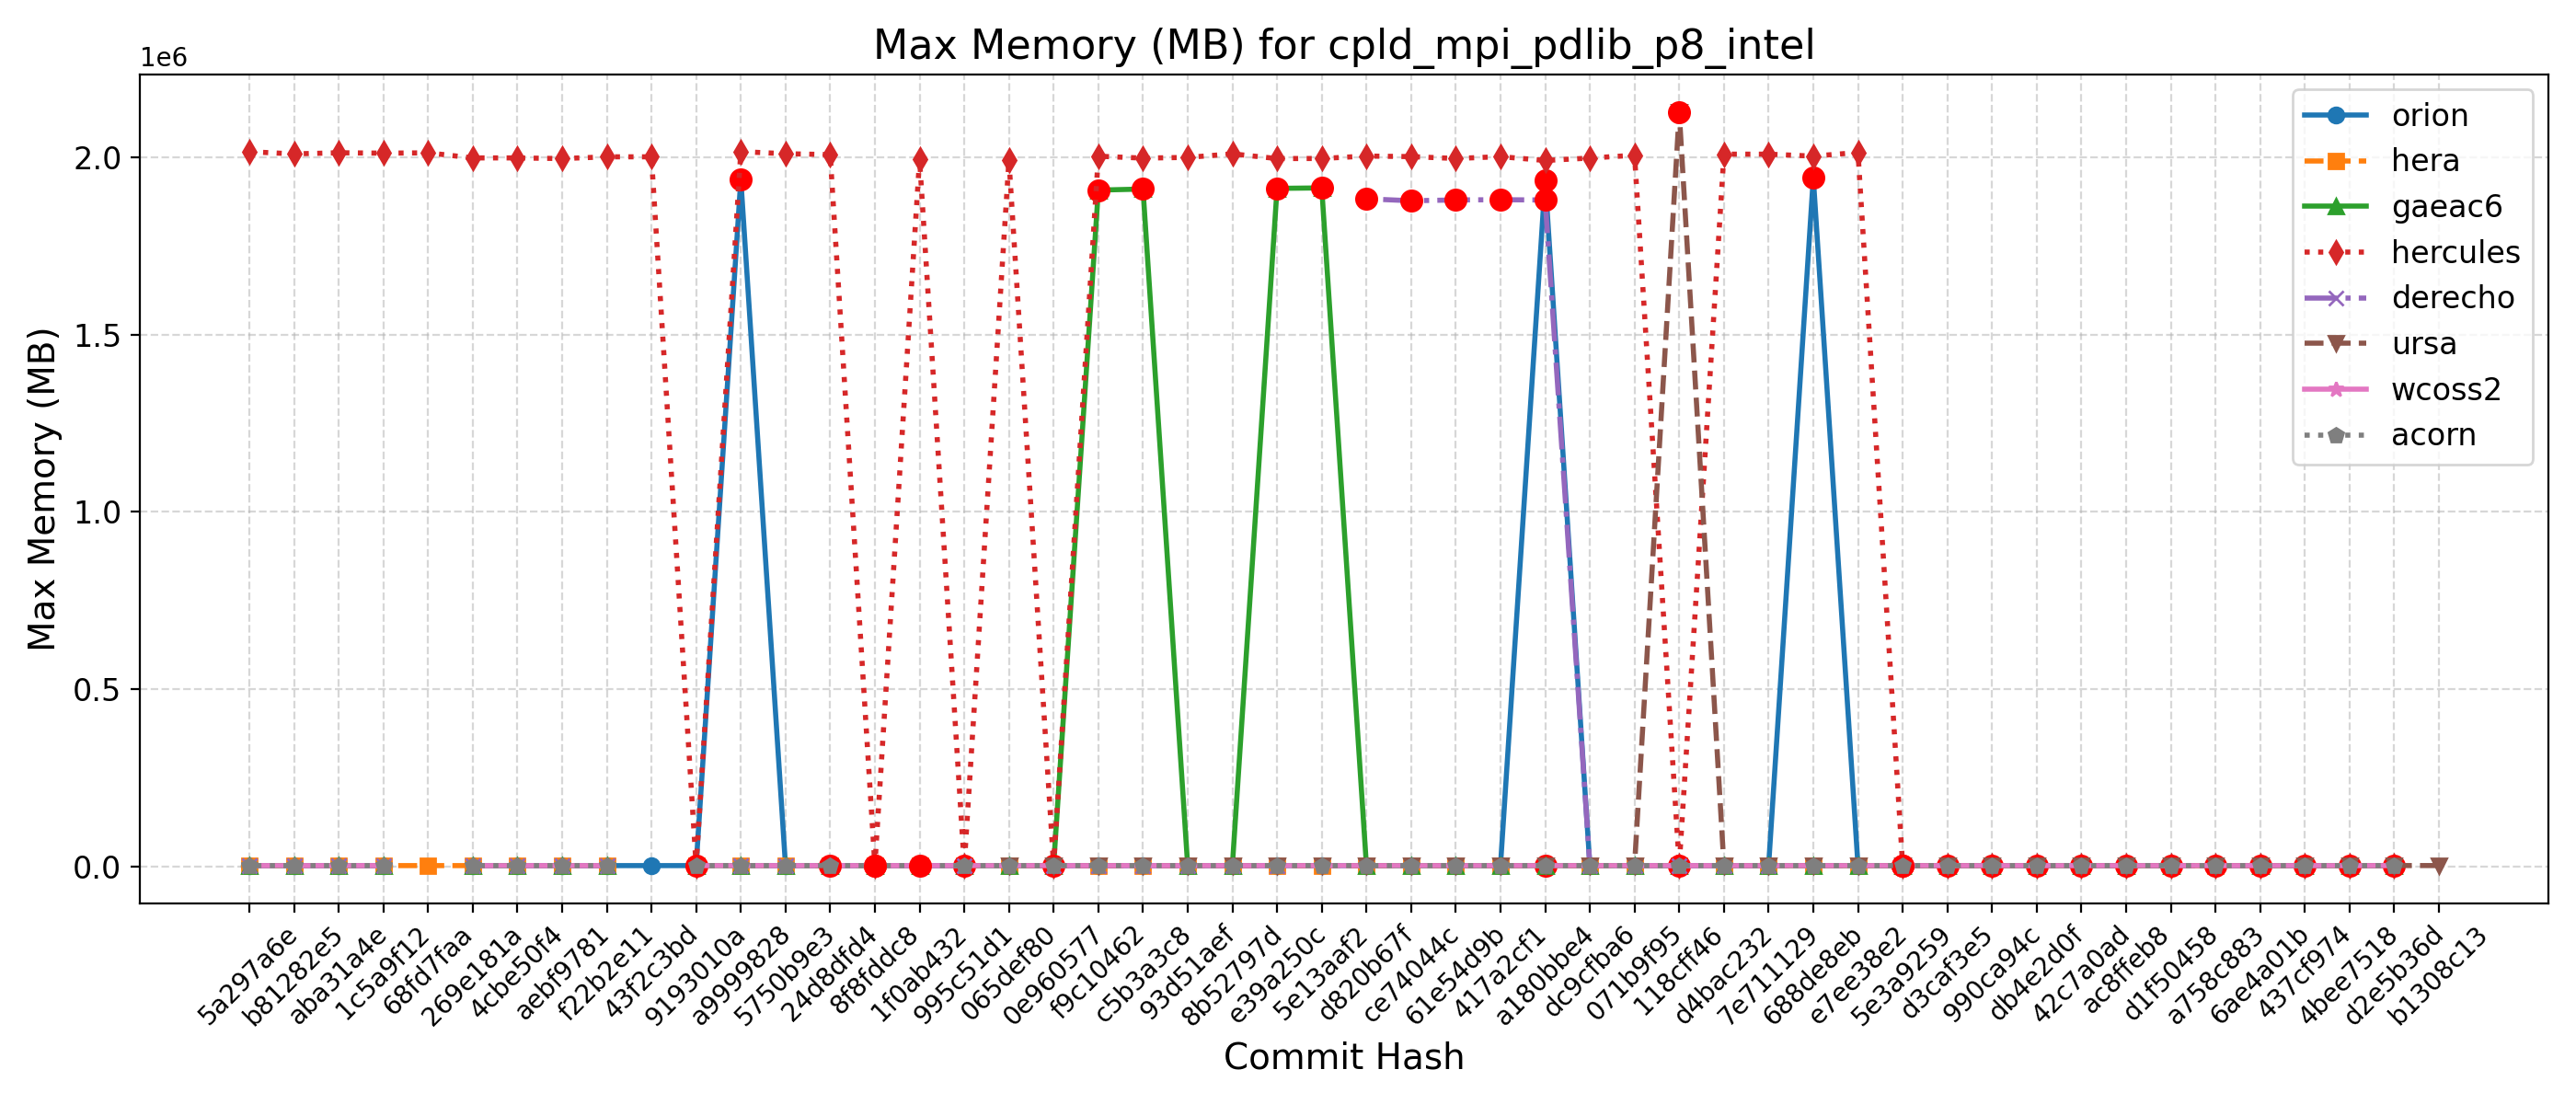 Max Memory (MB) for cpld_mpi_pdlib_p8_intel
1e6
2.0
1.5
1.0
0.5
0.0
Max Memory (MB)
orion
hera
gaeac6
hercules
derecho
ursa
wcoss2
acorn
5a297a6e
b81282e5
aba31a4e
1c5a9f12
68fd7faa
269e181a
4cbe50f4
aebf9781
f22b2e11
43f2c3bd
9193010a
a9999828
5750b9e3
24d8dfd4
8f8fddc8
1f0ab432
995c51d1
065def80
0e960577
f9c10462
c5b3a3c8
93d51aef
8b52797d
e39a250c
5e13aaf2
d820b67f
ce74044c
61e54d9b
417a2cf1
a180bbe4
dc9cfba6
071b9f95
118cff46
d4bac232
7e711129
688de8eb
e7ee38e2
5e3a9259
d3caf3e5
990ca94c
db4e2d0f
42c7a0ad
ac8ffeb8
d1f50458
a758c883
6ae4a01b
437cf974
4bee7518
d2e5b36d
b1308c13
Commit Hash